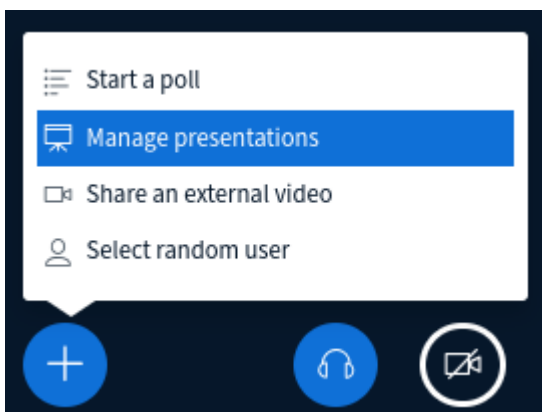 Start a poll
Manage presentations
Share an external video
Select random user